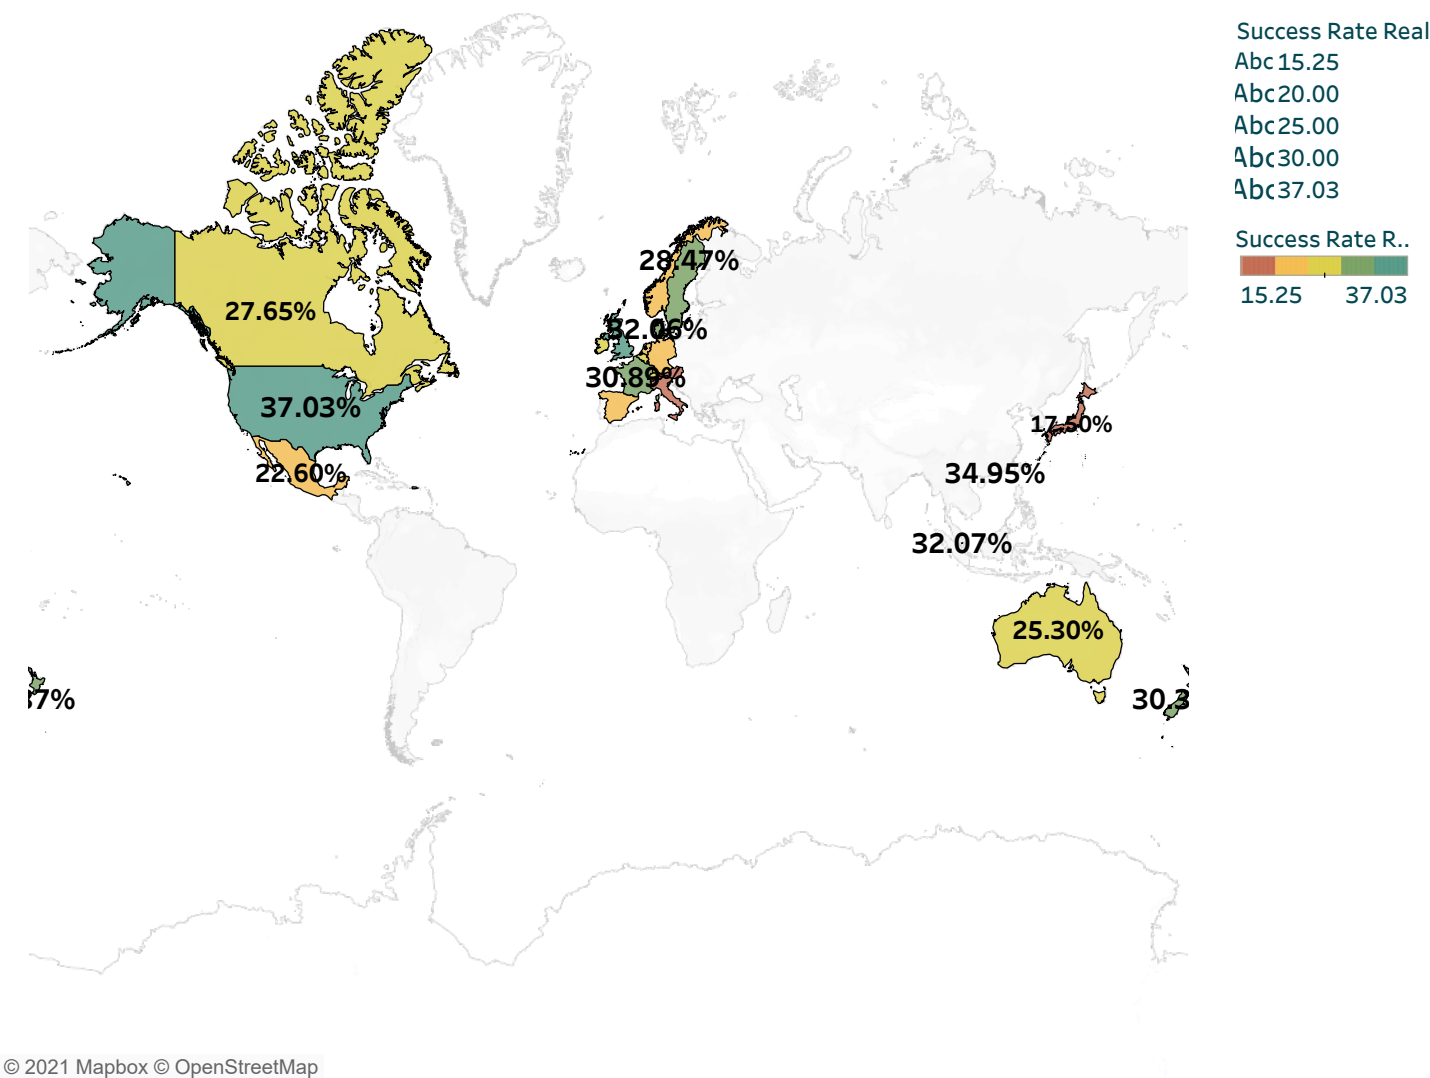 Success Rate Real
Abc 15.25
Abc 20.00
Abc 25.00
Abc 30.00
Abc 37.03
Success Rate R..
15.25 37.03
28.47%
27.65%
32.06%
30.89%
37.03%
17.50%
22.60%
34.95%
32.07%
25.30%
7%
30.3
© 2021 Mapbox © OpenStreetMap